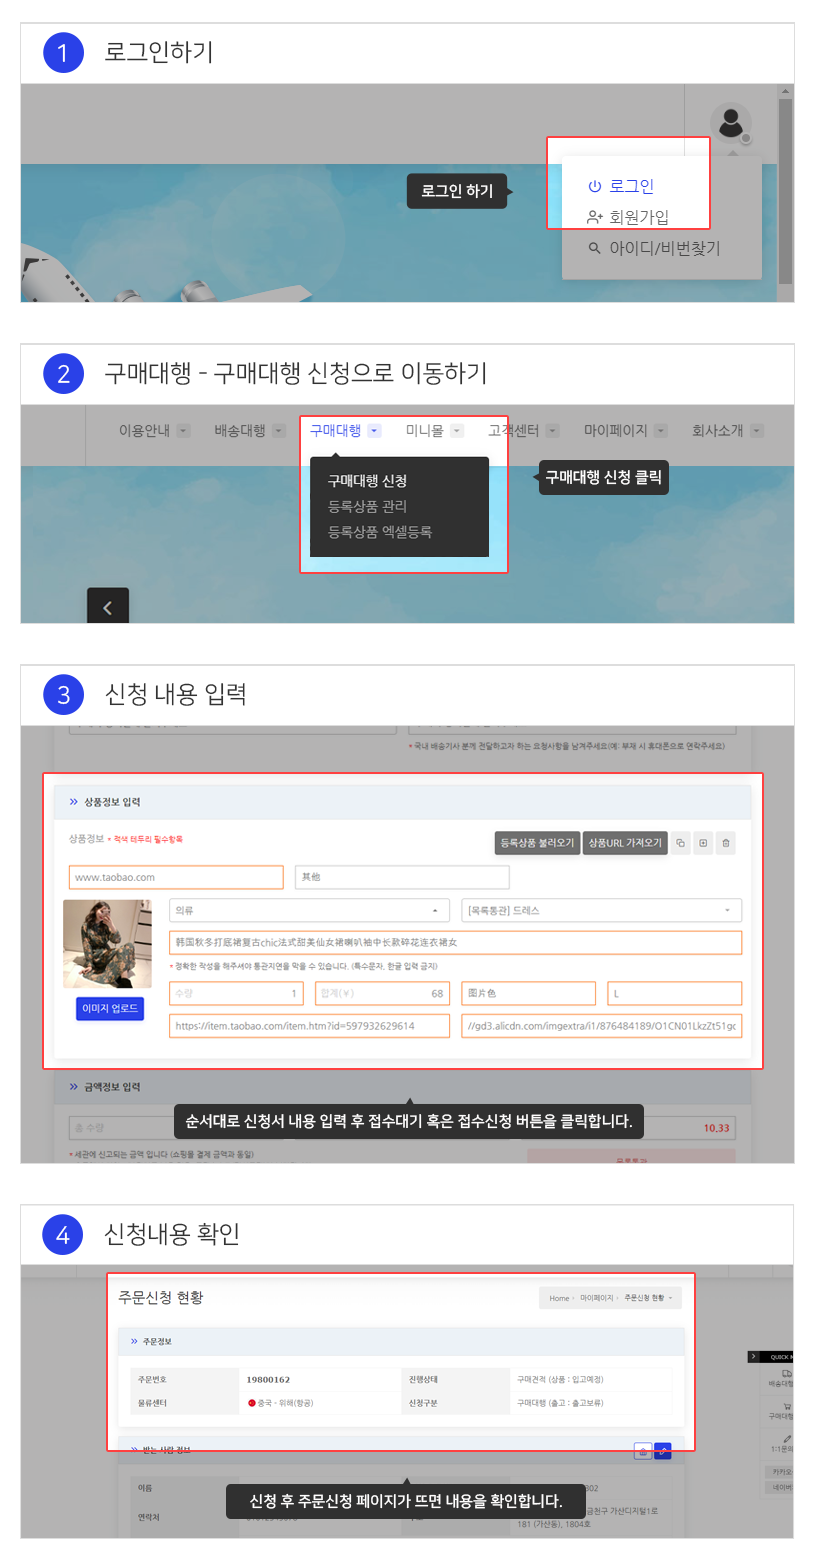 1 로그인하기
로그인 하기
로그인
회원가입
아이디/비번찾기
2 구매대행 - 구매대행 신청으로 이동하기
이용안내 배송대행 구매대행 미니몰 고객센터 마이페이지 회사소개
구매대행 신청
등록상품 관리
등록상품 엑셀등록
구매대행 신청 클릭
3 신청 내용 입력
* 국내 배송기사 분께 전달하고자 하는 요청사항을 남겨주세요(예: 부재 시 휴대폰으로 연락주세요)
상품정보 입력
상품정보 * 적색 테두리 필수항목
등록상품 불러오기 상품URL 가져오기
www.taobao.com 其他
의류 [목록통관] 드레스
韩国秋冬打底裙复古chic法式甜美仙女裙喇叭袖中长款碎花连衣裙女
* 정확한 작성을 해주셔야 통관지연을 막을 수 있습니다. (특수문자, 한글 입력 금지)
수량 1 합계(￥) 68 图片色 L
이미지 업로드
https://item.taobao.com/item.htm?id=597932629614 //gd3.alicdn.com/imgextra/i1/876484189/O1CN01LkzZt51gc
금액정보 입력
순서대로 신청서 내용 입력 후 접수대기 혹은 접수신청 버튼을 클릭합니다.
총 수량 10.33
* 세관에 신고되는 금액 입니다 (쇼핑몰 결제 금액과 동일)
4 신청내용 확인
주문신청 현황
Home 마이페이지 주문신청 현황
주문정보
주문번호 19800162 진행상태 구매견적 (상품 : 입고예정)
물류센터 중국 - 위해(항공) 신청구분 구매대행 (출고 : 출고보류)
받는 사람 정보
이름 302
신청 후 주문신청 페이지가 뜨면 내용을 확인합니다.
연락처 금천구 가산디지털1로
181 (가산동), 1804호
QUICK
배송대행
구매대행
1:1문의
카카오
네이버